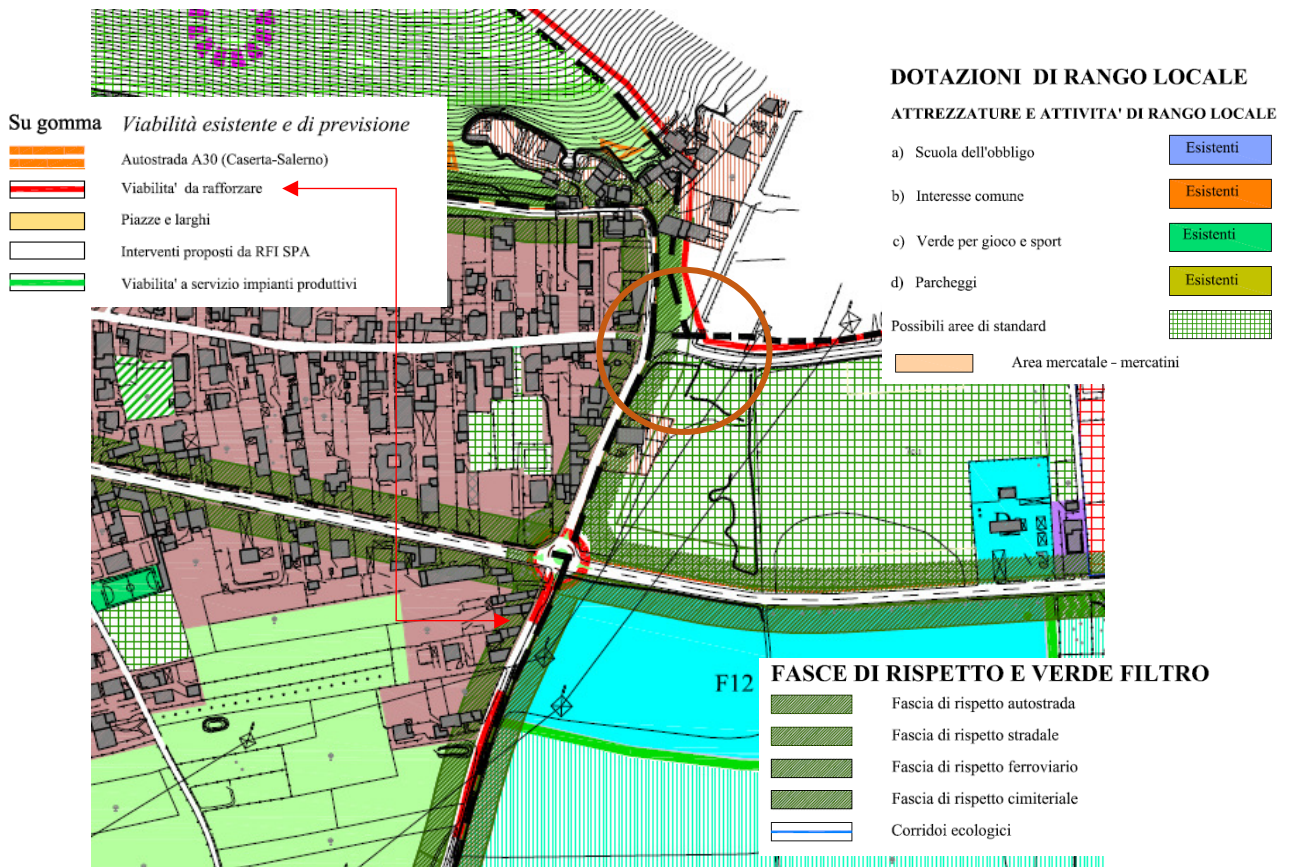 Su gomma Viabilità esistente e di previsione
Autostrada A30 (Caserta-Salerno)
Viabilita' da rafforzare
Piazze e larghi
Interventi proposti da RFI SPA
Viabilita' a servizio impianti produttivi
DOTAZIONI DI RANGO LOCALE
ATTREZZATURE E ATTIVITA' DI RANGO LOCALE
a) Scuola dell'obbligo Esistenti
b) Interesse comune Esistenti
c) Verde per gioco e sport Esistenti
d) Parcheggi Esistenti
Possibili aree di standard
Area mercatale - mercatini
F12
FASCE DI RISPETTO E VERDE FILTRO
Fascia di rispetto autostrada
Fascia di rispetto stradale
Fascia di rispetto ferroviario
Fascia di rispetto cimiteriale
Corridoi ecologici